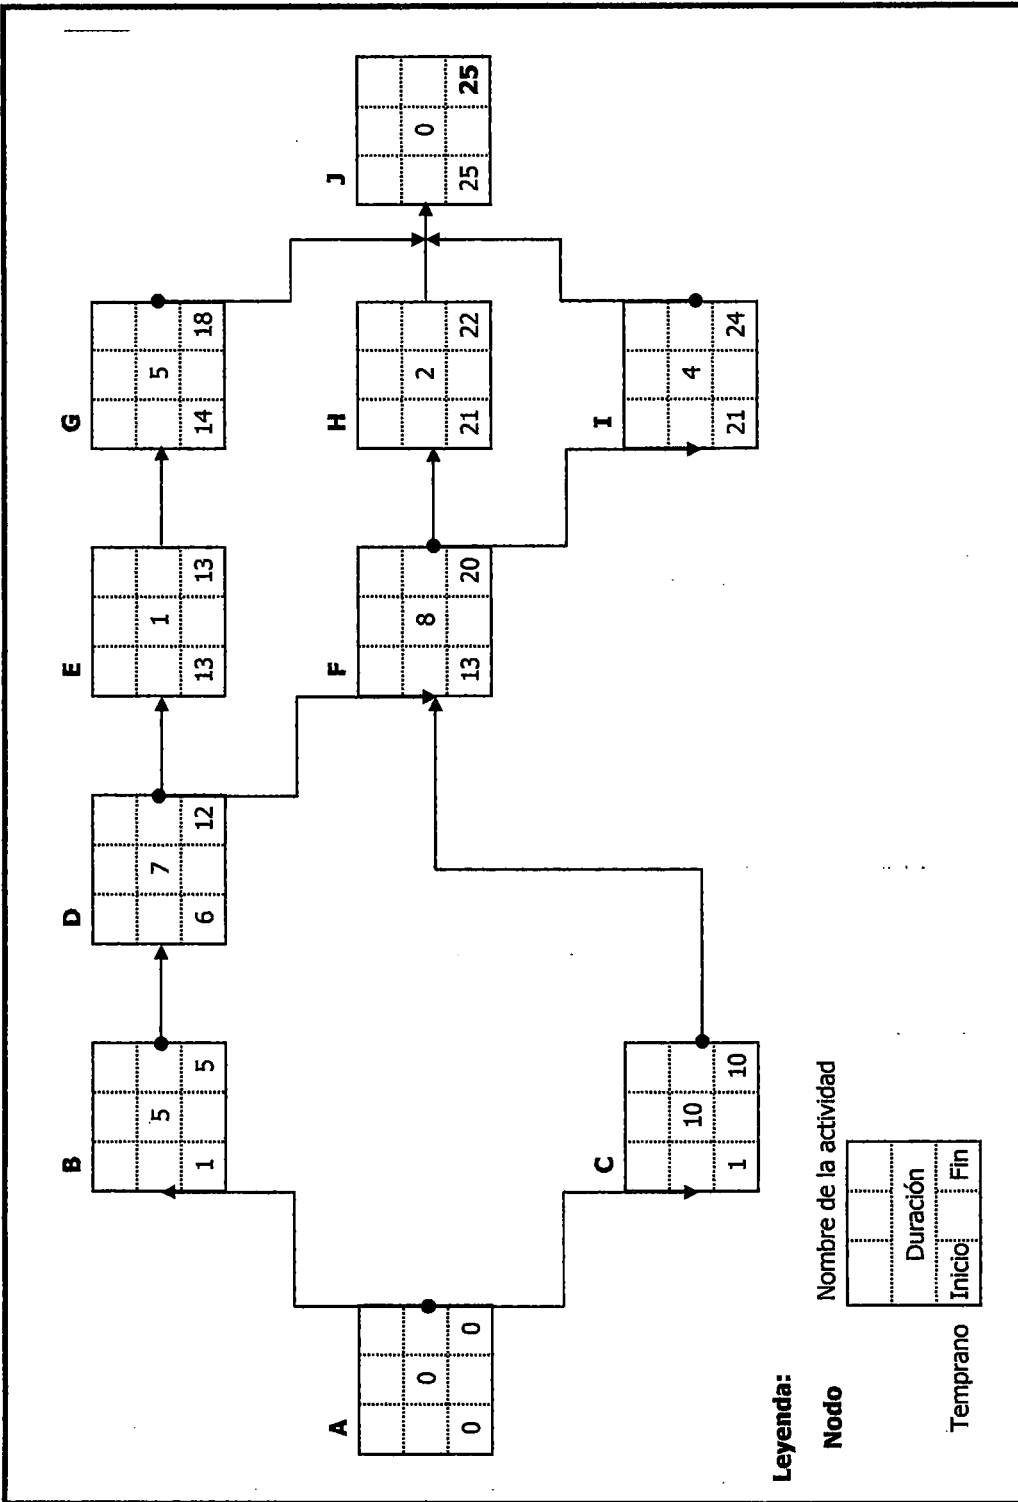 B
5
1 5
D
7
6 12
E
1
13 13
G
5
14 18
A
0
0 0
F
8
13 20
H
2
21 22
J
0
25 25
C
10
1 10
I
4
21 24
Leyenda:
Nodo
Nombre de la actividad
Duración
Temprano Inicio Fin